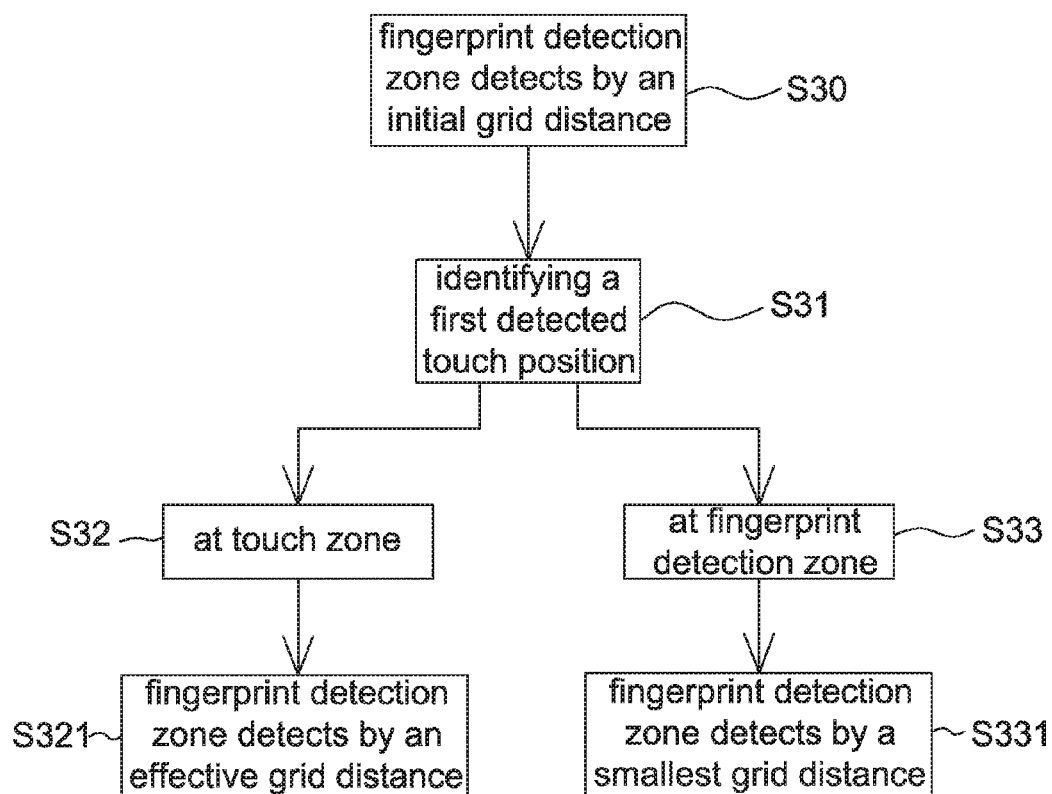 fingerprint detection
zone detects by an
initial grid distance
S30
identifying a
first detected
touch position
S31
S32
at touch zone
at fingerprint
detection zone
S33
S321
fingerprint detection
zone detects by an
effective grid distance
fingerprint detection
zone detects by a
smallest grid distance
S331